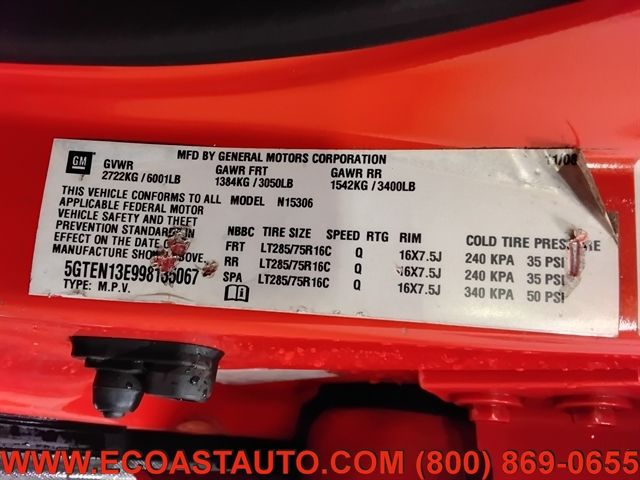 GM
MFD BY GENERAL MOTORS CORPORATION
11/08
GVWR GAWR FRT GAWR RR
2722KG / 6001LB 1384KG / 3050LB 1542KG / 3400LB
THIS VEHICLE CONFORMS TO ALL MODEL N15306
APPLICABLE FEDERAL MOTOR
VEHICLE SAFETY AND THEFT
PREVENTION STANDARDS IN
EFFECT ON THE DATE OF
MANUFACTURE SHOWN ABOVE.
TYPE: M.P.V.
NBBC TIRE SIZE SPEED RTG RIM COLD TIRE PRESSURE
FRT LT285/75R16C Q 16X7.5J 240 KPA 35 PSI
RR LT285/75R16C Q 16X7.5J 240 KPA 35 PSI
SPA LT285/75R16C Q 16X7.5J 340 KPA 50 PSI
WWW.ECOASTAUTO.COM (800) 869-0655